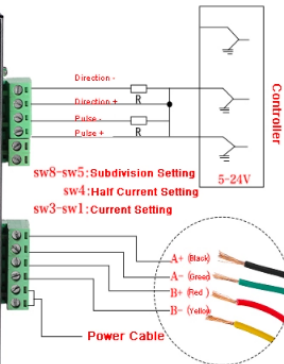 Direction -
R
Direction +
Pulse -
R
Pulse +
Controller
5-24V
sw8-sw5:Subdivision Setting
sw4:Half Current Setting
sw3-sw1:Current Setting
A+ (Black)
A- (Green)
B+ (Red )
B- (Yellow
Power Cable